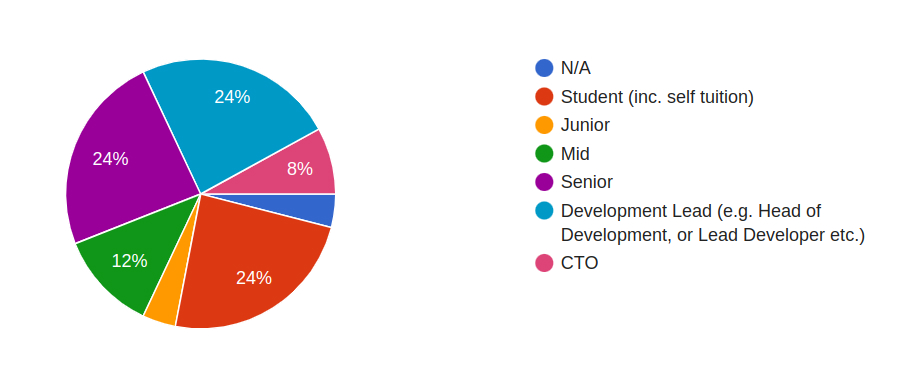 24%
8%
24%
12%
24%
N/A
Student (inc. self tuition)
Junior
Mid
Senior
Development Lead (e.g. Head of
Development, or Lead Developer etc.)
CTO